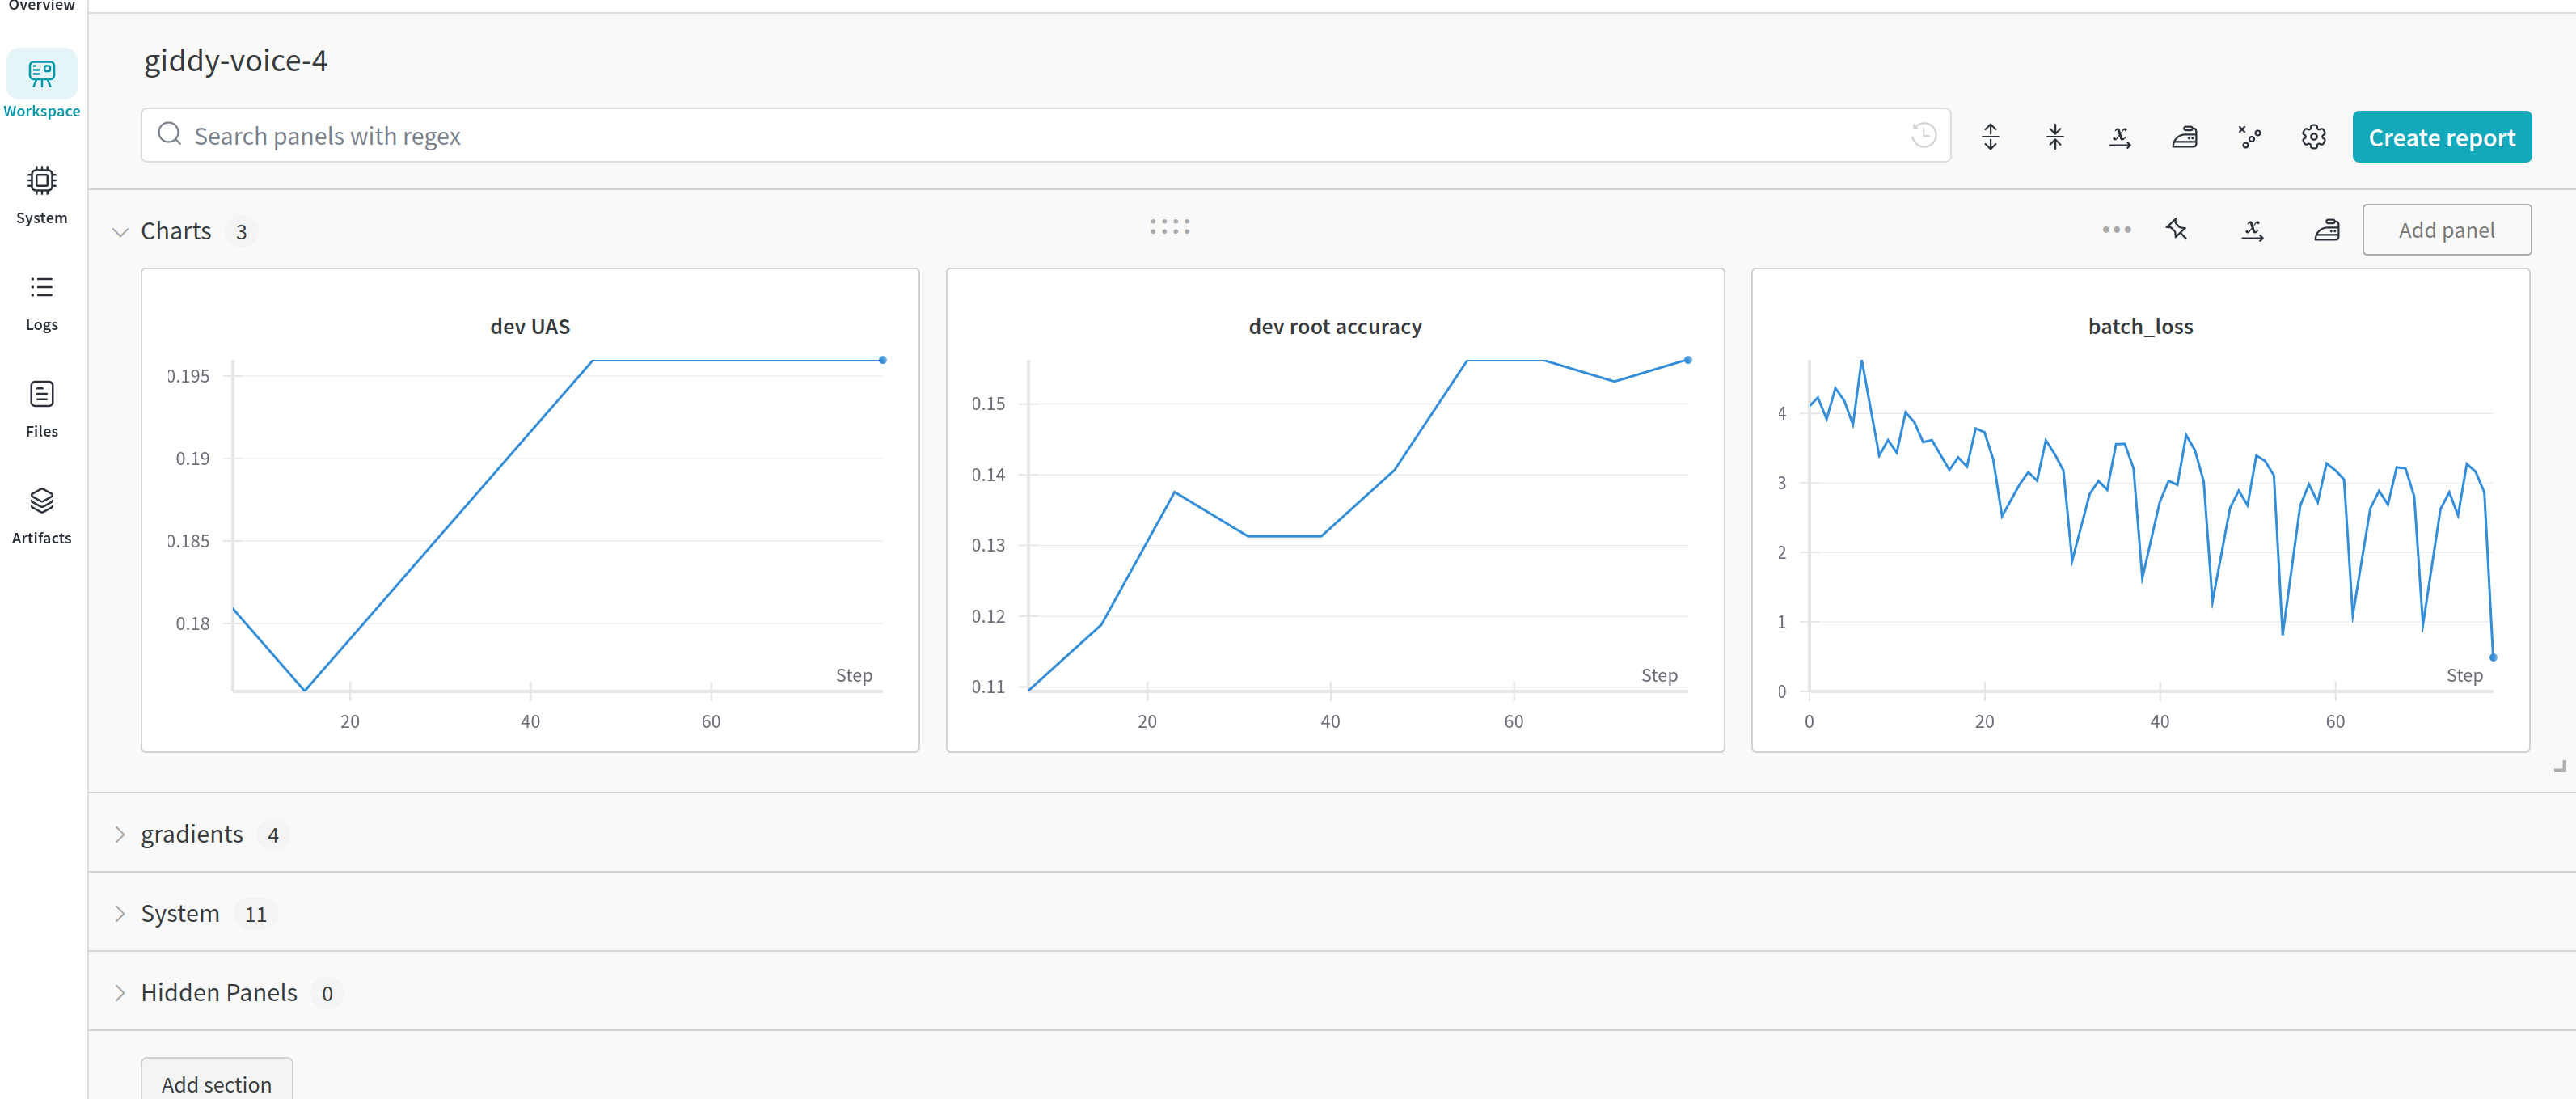 Overview
Workspace
System
Logs
Files
Artifacts
giddy-voice-4
Search panels with regex
Create report
Charts 3
Add panel
dev UAS
0.195
0.19
0.185
0.18
Step
20 40 60
dev root accuracy
0.15
0.14
0.13
0.12
0.11
Step
20 40 60
batch_loss
4
3
2
1
0
Step
0 20 40 60
gradients 4
System 11
Hidden Panels 0
Add section